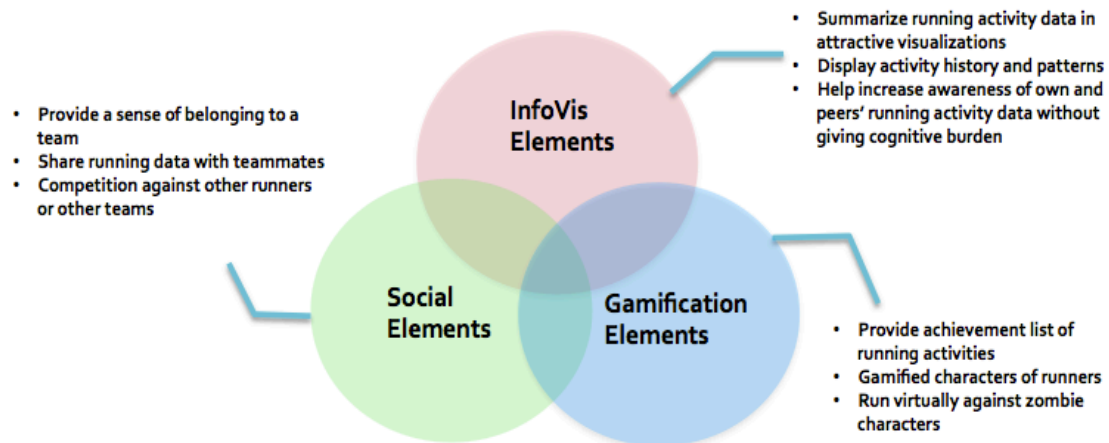 • Summarize running activity data in
attractive visualizations
• Display activity history and patterns
• Help increase awareness of own and
peers' running activity data without
giving cognitive burden
InfoVis
Elements
• Provide a sense of belonging to a
team
• Share running data with teammates
• Competition against other runners
or other teams
Social
Elements
Gamification
Elements
• Provide achievement list of
running activities
• Gamified characters of runners
• Run virtually against zombie
characters